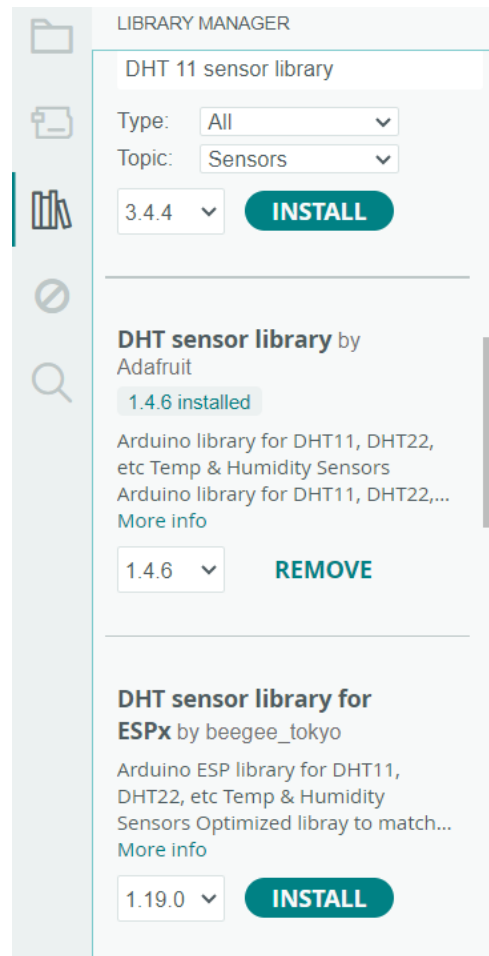 LIBRARY MANAGER
DHT 11 sensor library
Type: All
Topic: Sensors
3.4.4 INSTALL
DHT sensor library by
Adafruit
1.4.6 installed
Arduino library for DHT11, DHT22,
etc Temp & Humidity Sensors
Arduino library for DHT11, DHT22,...
More info
1.4.6 REMOVE
DHT sensor library for
ESPx by beegee_tokyo
Arduino ESP library for DHT11,
DHT22, etc Temp & Humidity
Sensors Optimized libray to match...
More info
1.19.0 INSTALL